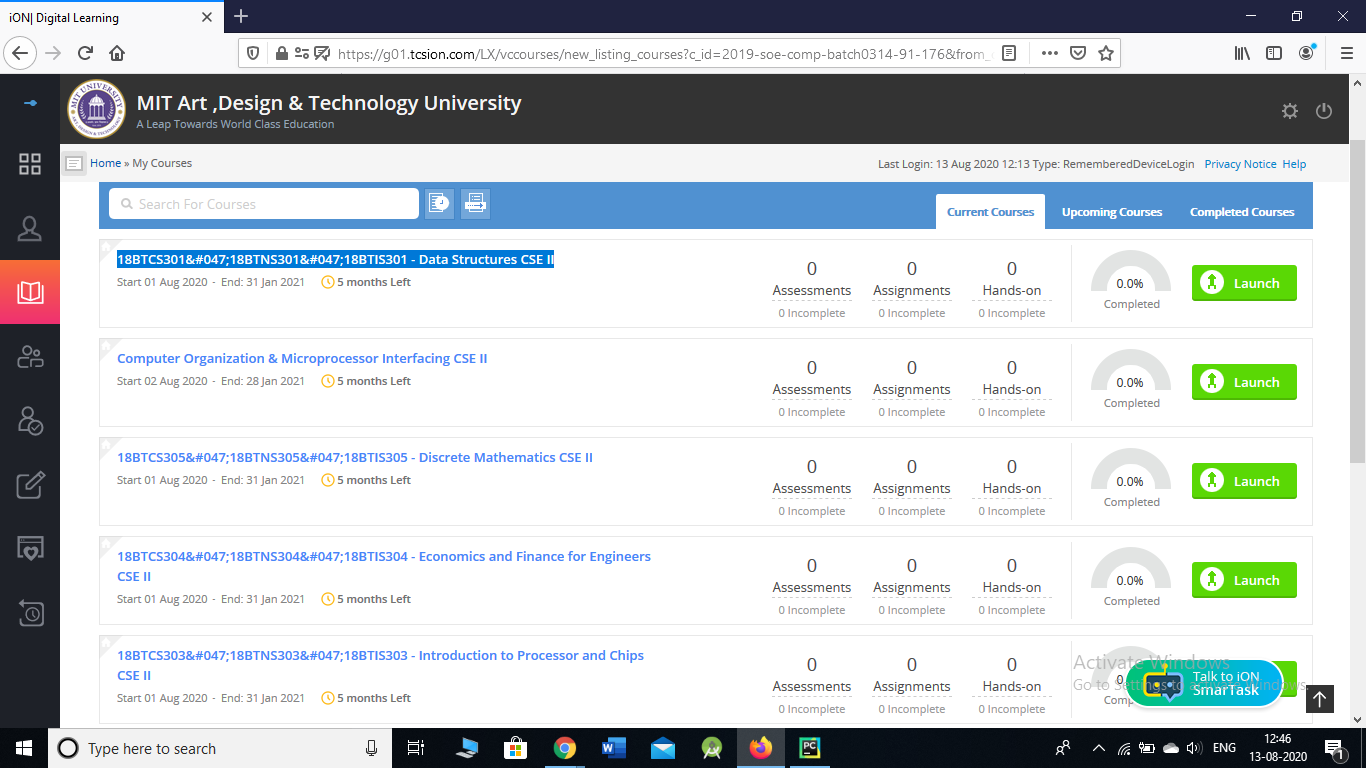 iON| Digital Learning
https://g01.tcsion.com/LX/vccourses/new_listing_courses?c_id=2019-soe-comp-batch0314-91-176&from_
MIT UNIVERSITY
MIT Art ,Design & Technology University
A Leap Towards World Class Education
Home » My Courses
Last Login: 13 Aug 2020 12:13 Type: RememberedDeviceLogin Privacy Notice Help
Search For Courses
Current Courses Upcoming Courses Completed Courses
18BTCS301&#047;18BTNS301&#047;18BTIS301 - Data Structures CSE II
Start 01 Aug 2020 - End: 31 Jan 2021 5 months Left
0 0 0
Assessments Assignments Hands-on
0 Incomplete 0 Incomplete 0 Incomplete
0.0%
Completed
Launch
Computer Organization & Microprocessor Interfacing CSE II
Start 02 Aug 2020 - End: 28 Jan 2021 5 months Left
0 0 0
Assessments Assignments Hands-on
0 Incomplete 0 Incomplete 0 Incomplete
0.0%
Completed
Launch
18BTCS305&#047;18BTNS305&#047;18BTIS305 - Discrete Mathematics CSE II
Start 01 Aug 2020 - End: 31 Jan 2021 5 months Left
0 0 0
Assessments Assignments Hands-on
0 Incomplete 0 Incomplete 0 Incomplete
0.0%
Completed
Launch
18BTCS304&#047;18BTNS304&#047;18BTIS304 - Economics and Finance for Engineers
CSE II
Start 01 Aug 2020 - End: 31 Jan 2021 5 months Left
0 0 0
Assessments Assignments Hands-on
0 Incomplete 0 Incomplete 0 Incomplete
0.0%
Completed
Launch
18BTCS303&#047;18BTNS303&#047;18BTIS303 - Introduction to Processor and Chips
CSE II
Start 01 Aug 2020 - End: 31 Jan 2021 5 months Left
0 0 0
Assessments Assignments Hands-on
0 Incomplete 0 Incomplete 0 Incomplete
Activate Windows
Go to Settings to activate Windows.
Talk to iON
SmarTask
Type here to search
W
PC
ENG
12:46
13-08-2020
1